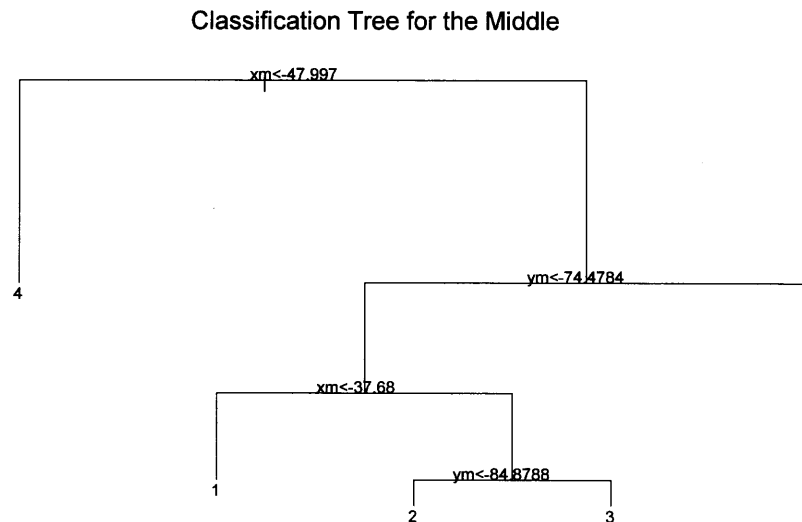 Classification Tree for the Middle
xm<-47.997
ym<-74.4784
4
xm<-37.68
ym<-84.8788
1
2
3